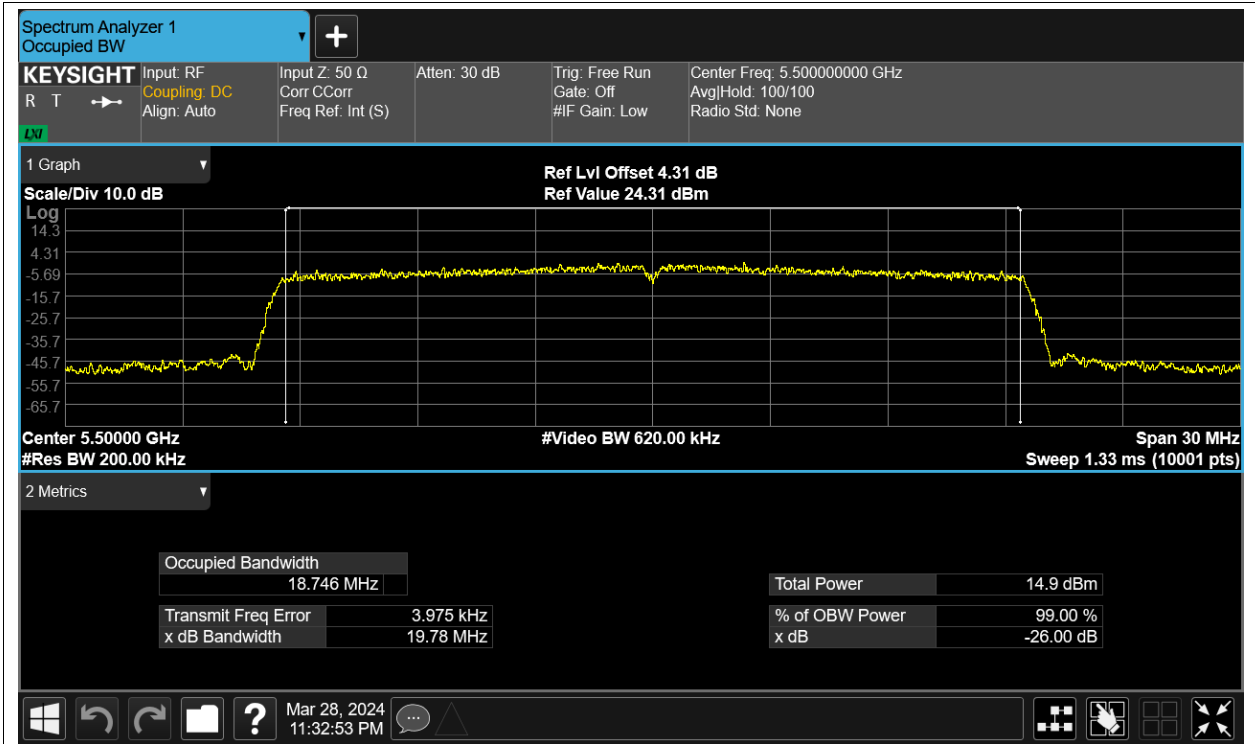 Spectrum Analyzer 1
Occupied BW
KEYSIGHT
R T
LXI
Input: RF
Coupling: DC
Align: Auto
Input Z: 50 Ω
Corr CCorr
Freq Ref: Int (S)
Atten: 30 dB
Trig: Free Run
Gate: Off
#IF Gain: Low
Center Freq: 5.500000000 GHz
Avg|Hold: 100/100
Radio Std: None
1 Graph
Scale/Div 10.0 dB
Ref Lvl Offset 4.31 dB
Ref Value 24.31 dBm
Log
14.3
4.31
-5.69
-15.7
-25.7
-35.7
-45.7
-55.7
-65.7
Center 5.50000 GHz
#Video BW 620.00 kHz
Span 30 MHz
#Res BW 200.00 kHz
Sweep 1.33 ms (10001 pts)
2 Metrics
Occupied Bandwidth
18.746 MHz
Total Power 14.9 dBm
Transmit Freq Error 3.975 kHz
% of OBW Power 99.00 %
x dB Bandwidth 19.78 MHz
x dB -26.00 dB
?
Mar 28, 2024
11:32:53 PM